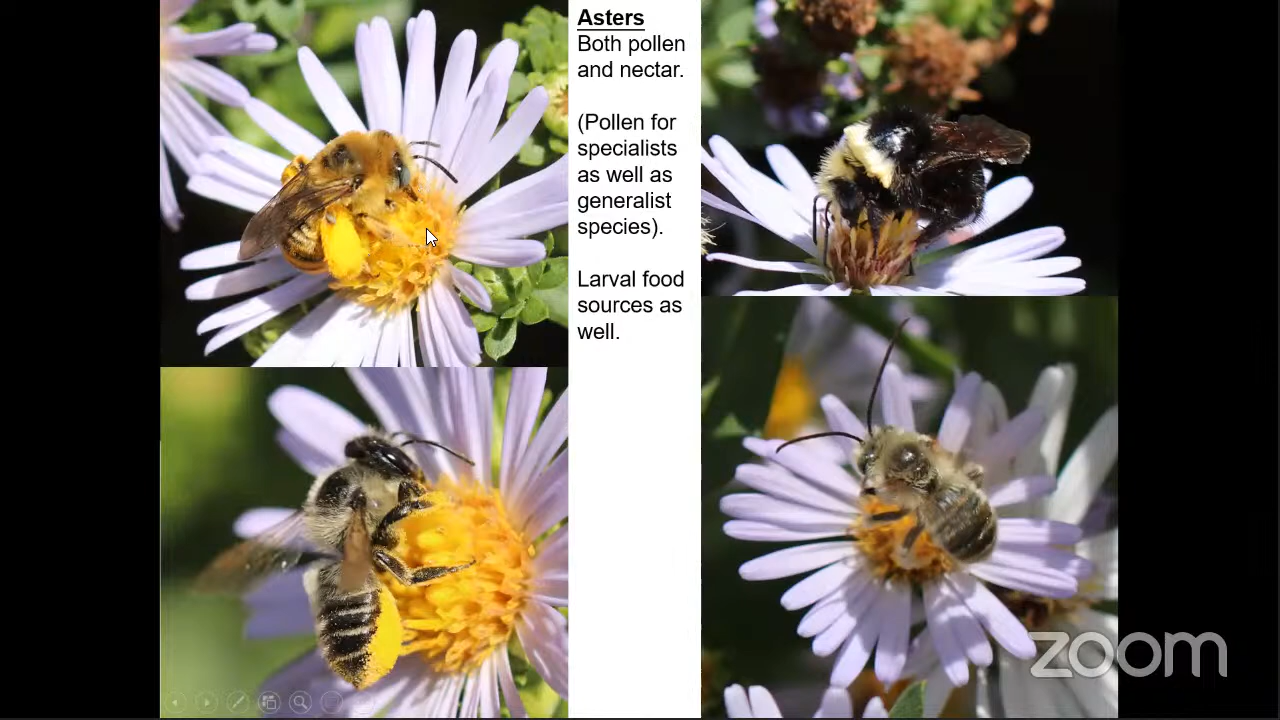 Asters
Both pollen
and nectar.
(Pollen for
specialists
as well as
generalist
species).
Larval food
sources as
well.
zoom